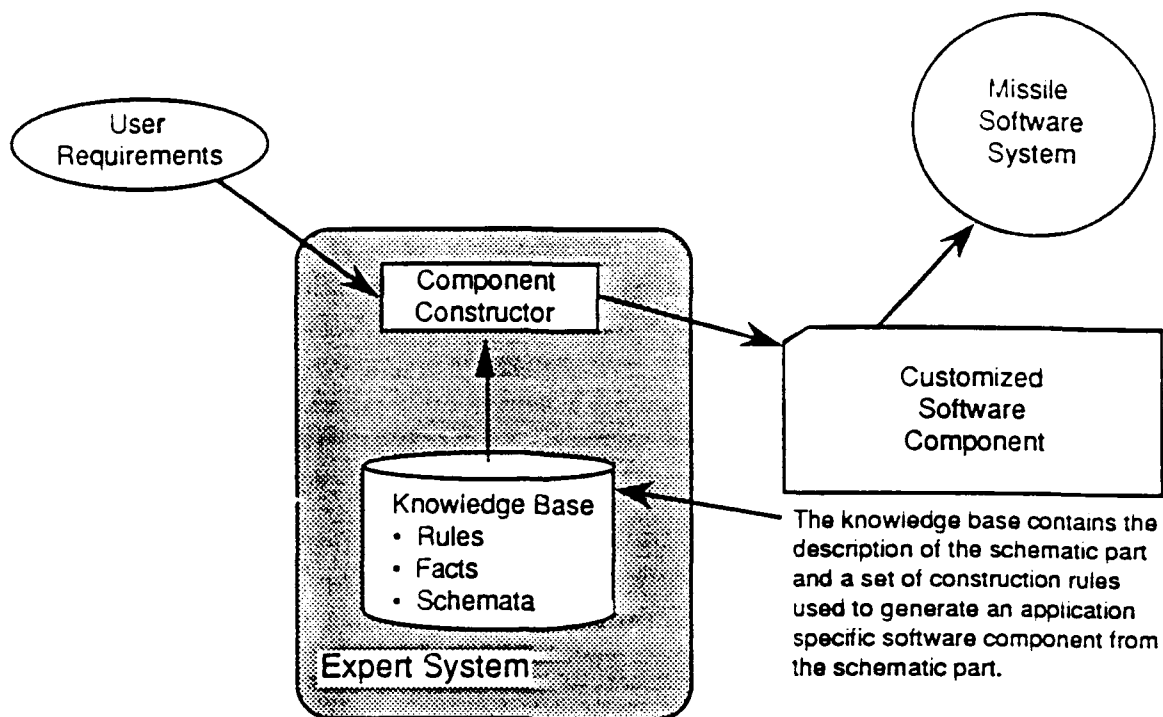 User
Requirements
Missile
Software
System
Component
Constructor
Customized
Software
Component
Knowledge Base
• Rules
• Facts
• Schemata
Expert System
The knowledge base contains the
description of the schematic part
and a set of construction rules
used to generate an application
specific software component from
the schematic part.